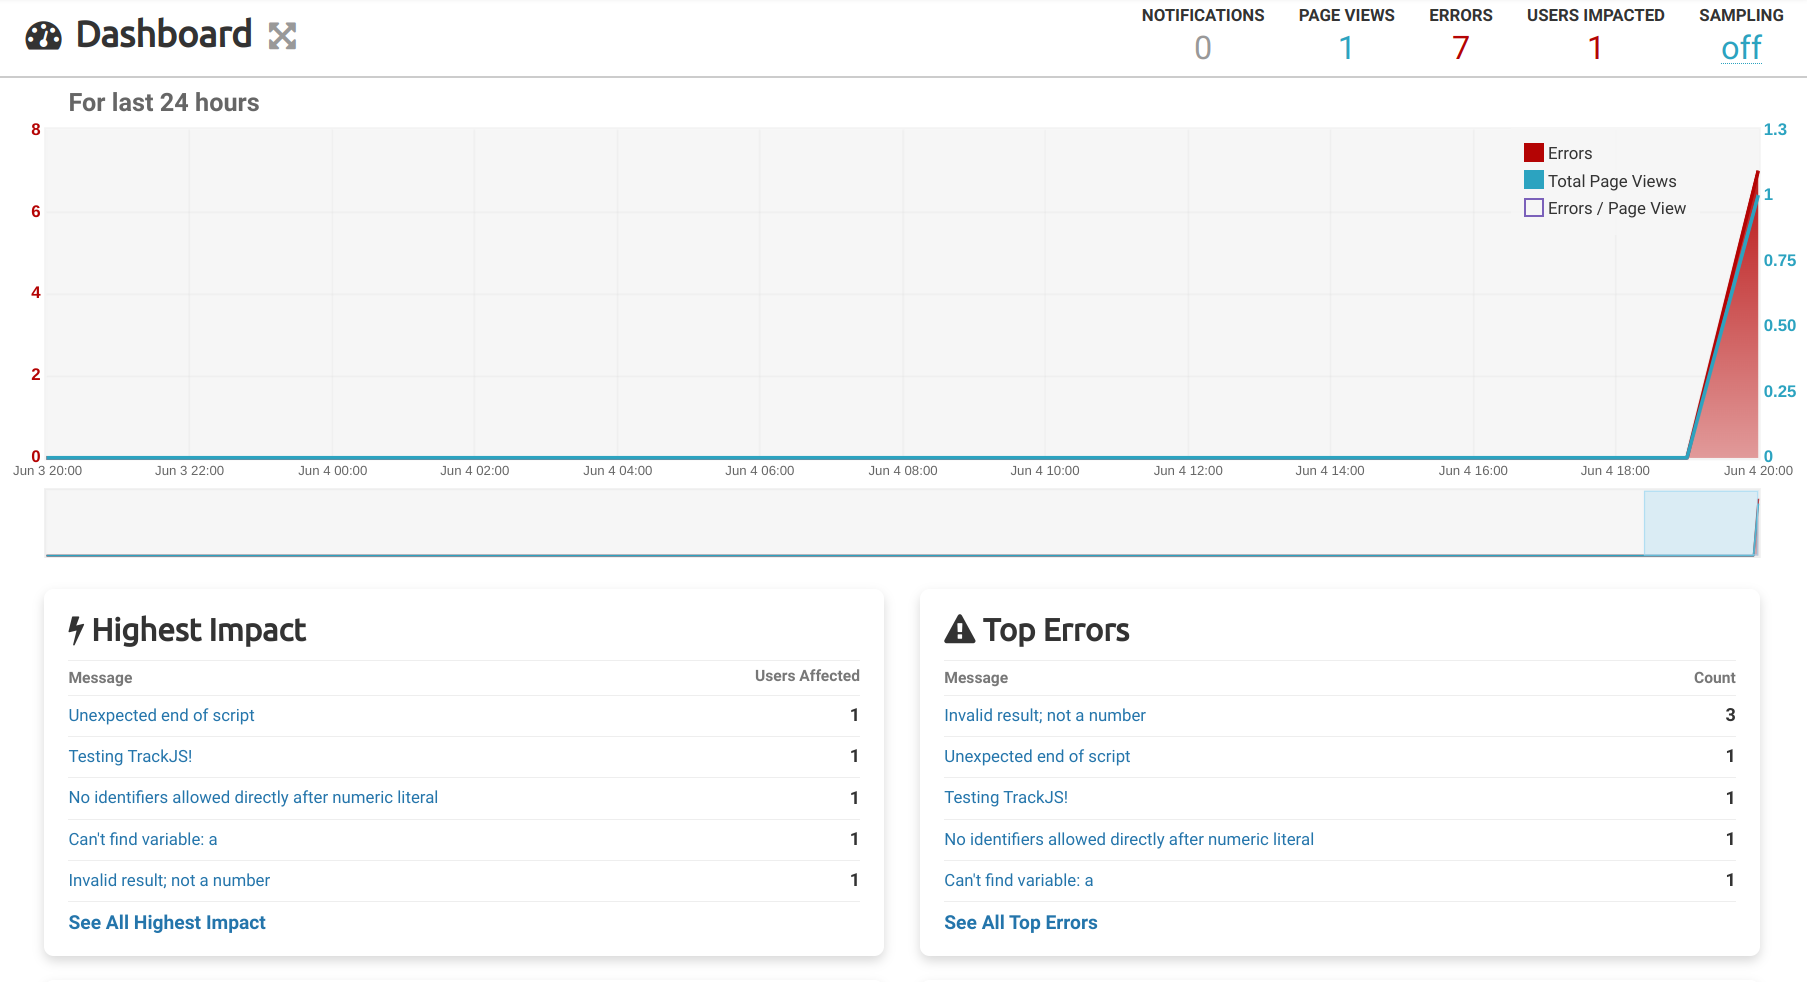 Dashboard
NOTIFICATIONS PAGE VIEWS ERRORS USERS IMPACTED SAMPLING
0 1 7 1 off
For last 24 hours
8 1.3
Errors
Total Page Views
1
6 Errors / Page View
0.75
4
0.50
2
0.25
0 0
Jun 3 20:00 Jun 3 22:00 Jun 4 00:00 Jun 4 02:00 Jun 4 04:00 Jun 4 06:00 Jun 4 08:00 Jun 4 10:00 Jun 4 12:00 Jun 4 14:00 Jun 4 16:00 Jun 4 18:00 Jun 4 20:00
Highest Impact
Message Users Affected
Unexpected end of script 1
Testing TrackJS! 1
No identifiers allowed directly after numeric literal 1
Can't find variable: a 1
Invalid result; not a number 1
See All Highest Impact
Top Errors
Message Count
Invalid result; not a number 3
Unexpected end of script 1
Testing TrackJS! 1
No identifiers allowed directly after numeric literal 1
Can't find variable: a 1
See All Top Errors